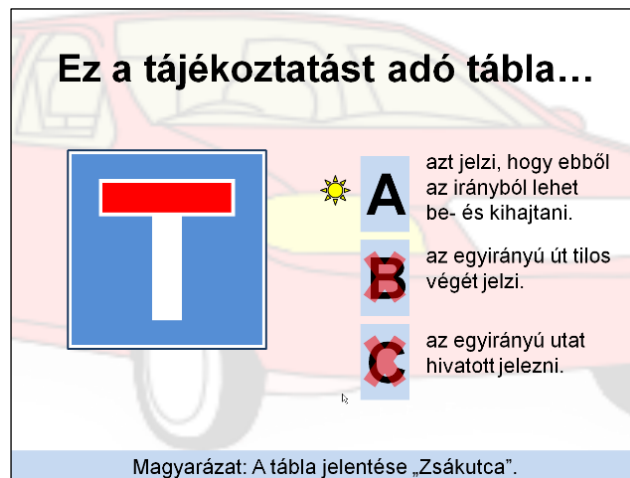 Ez a tájékoztatást adó tábla…
A
azt jelzi, hogy ebből
az irányból lehet
be- és kihajtani.
B
az egyirányú út tilos
végét jelzi.
C
az egyirányú utat
hivatott jelezni.
Magyarázat: A tábla jelentése „Zsákutca”.